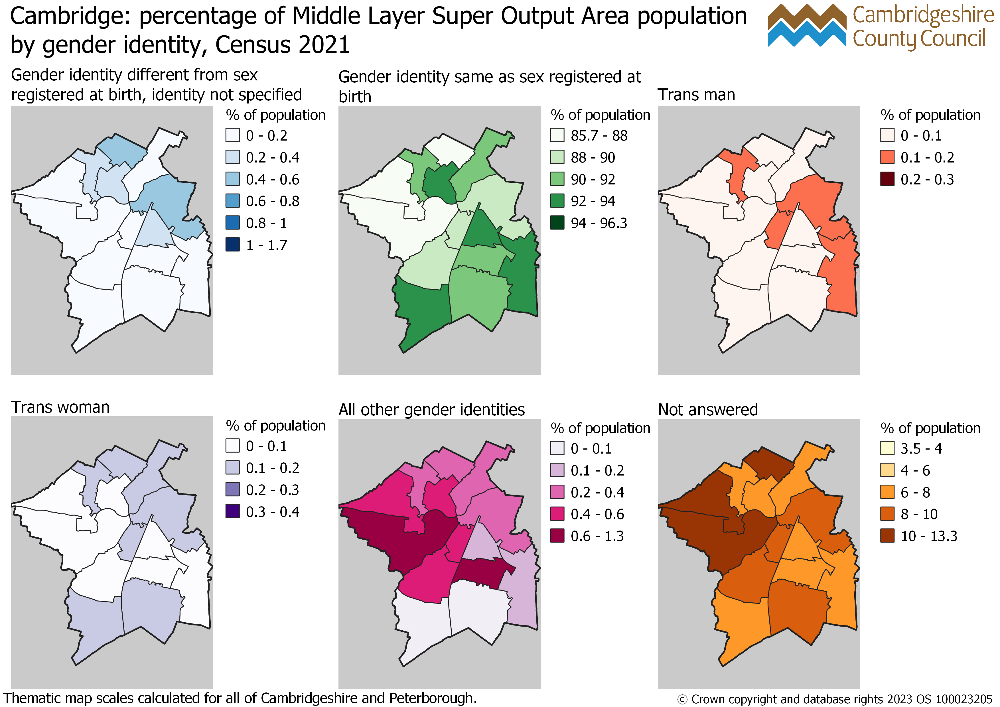 Cambridge: percentage of Middle Layer Super Output Area population
by gender identity, Census 2021
Cambridgeshire
County Council
Gender identity different from sex
registered at birth, identity not specified
% of population
0 - 0.2
0.2 - 0.4
0.4 - 0.6
0.6 - 0.8
0.8 - 1
1 - 1.7
Gender identity same as sex registered at
birth
% of population
85.7 - 88
88 - 90
90 - 92
92 - 94
94 - 96.3
Trans man
% of population
0 - 0.1
0.1 - 0.2
0.2 - 0.3
Trans woman
% of population
0 - 0.1
0.1 - 0.2
0.2 - 0.3
0.3 - 0.4
All other gender identities
% of population
0 - 0.1
0.1 - 0.2
0.2 - 0.4
0.4 - 0.6
0.6 - 1.3
Not answered
% of population
3.5 - 4
4 - 6
6 - 8
8 - 10
10 - 13.3
Thematic map scales calculated for all of Cambridgeshire and Peterborough.
© Crown copyright and database rights 2023 OS 100023205